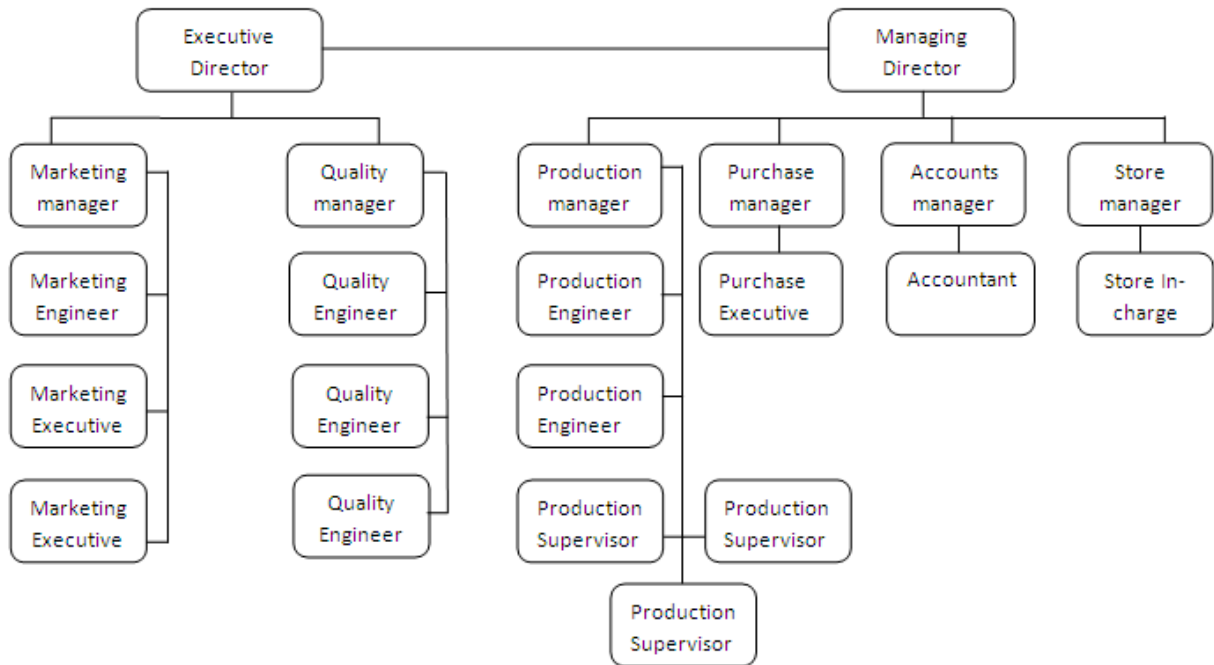 Executive
Director
Managing
Director
Marketing
manager
Quality
manager
Production
manager
Purchase
manager
Accounts
manager
Store
manager
Marketing
Engineer
Quality
Engineer
Production
Engineer
Purchase
Executive
Accountant
Store In-
charge
Marketing
Executive
Quality
Engineer
Production
Engineer
Marketing
Executive
Quality
Engineer
Production
Supervisor
Production
Supervisor
Production
Supervisor